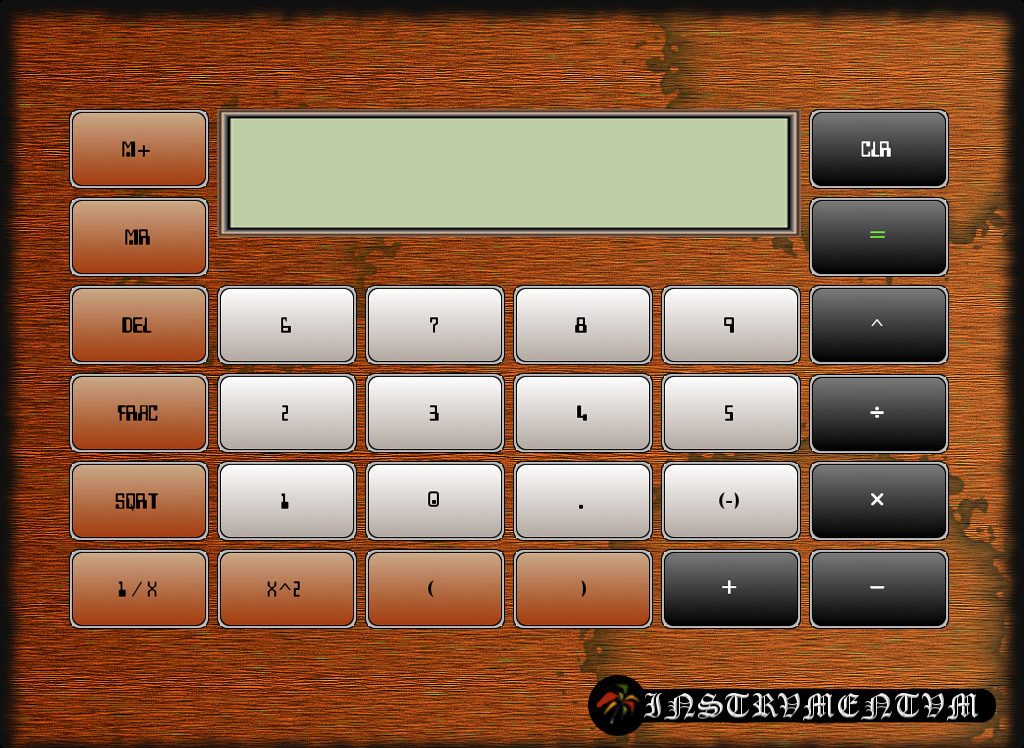 M+ CLR
MR =
DEL 6 7 8 9 ^
FRAC 2 3 4 5 ÷
SQRT 1 0 . (-) ×
1/X X^2 ( ) + −
INSTRVMENTVM